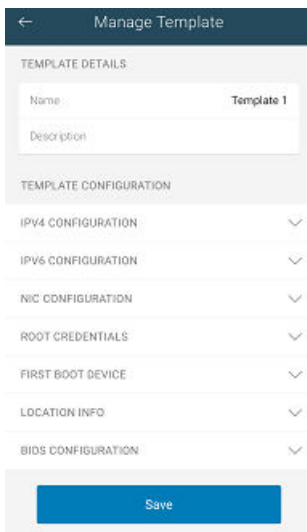 Manage Template
TEMPLATE DETAILS
Name Template 1
Description
TEMPLATE CONFIGURATION
IPV4 CONFIGURATION
IPV6 CONFIGURATION
NIC CONFIGURATION
ROOT CREDENTIALS
FIRST BOOT DEVICE
LOCATION INFO
BIOS CONFIGURATION
Save